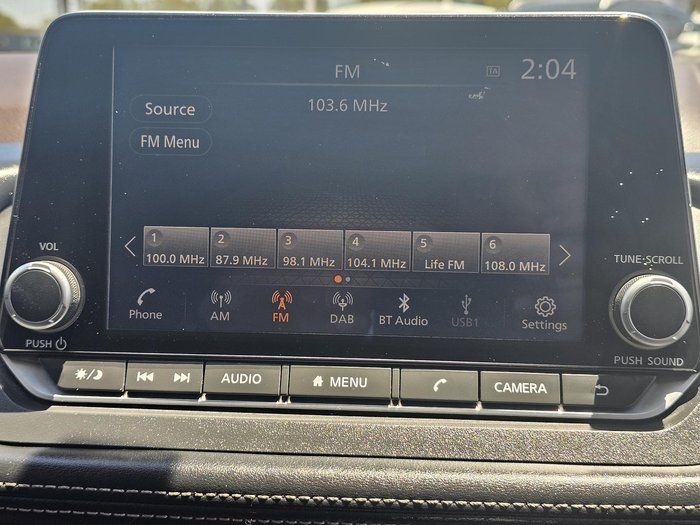 FM
TA
2:04
Source
103.6 MHz
FM Menu
1
100.0 MHz
2
87.9 MHz
3
98.1 MHz
4
104.1 MHz
5
Life FM
6
108.0 MHz
VOL
TUNE·SCROLL
Phone
AM
FM
DAB
BT Audio
USB1
Settings
PUSH
PUSH SOUND
AUDIO
MENU
CAMERA